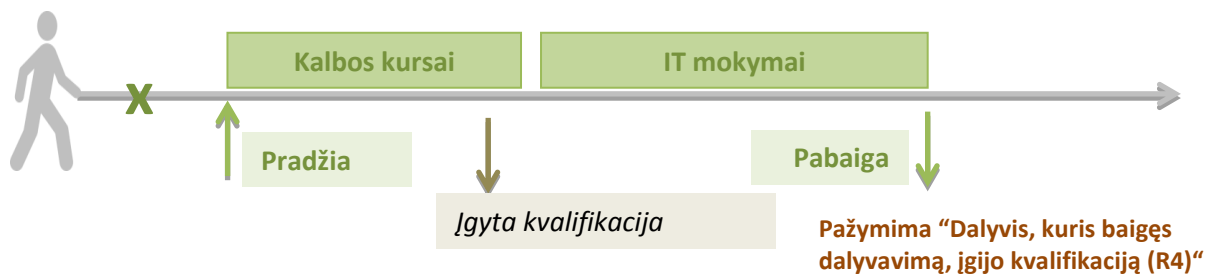 Kalbos kursai
IT mokymai
X
Pradžia
Pabaiga
Įgyta kvalifikacija
Pažymima “Dalyvis, kuris baigęs
dalyvavimą, įgijo kvalifikaciją (R4)“